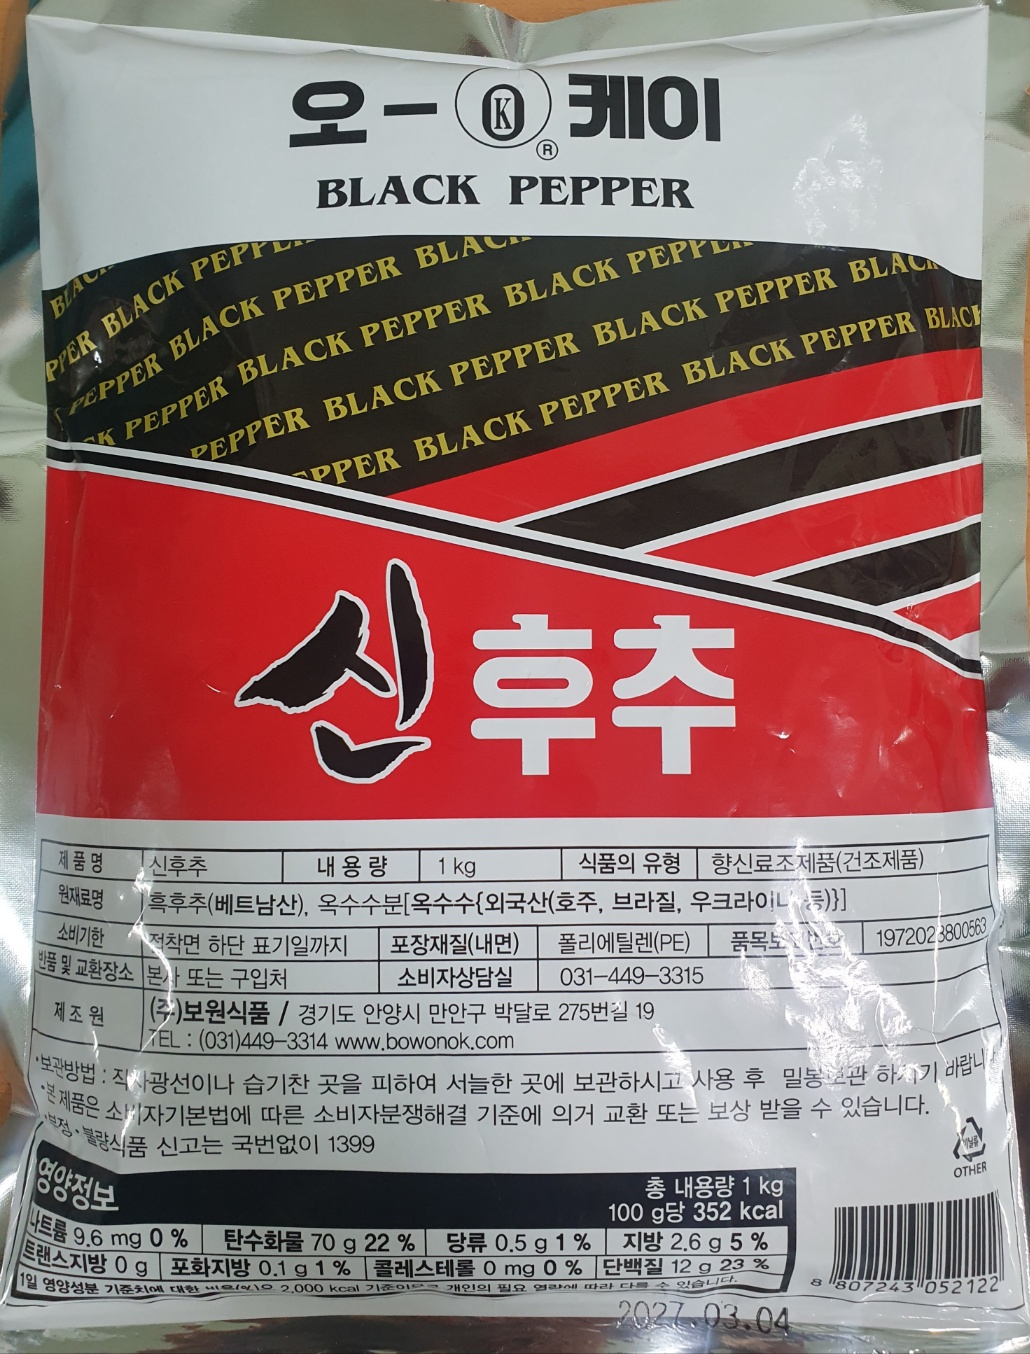 오-케이
K
®
BLACK PEPPER
BLACK PEPPER BLACK
PEPPER BLACK PEPPER BLACK
PEPPER BLACK PEPPER BLACK PEPPER
PEPPER BLACK PEPPER BLACK PEPPER BLACK
PEPPER BLACK PEPPER BLACK PEPPER BLACK
신후추
제품명 신후추 내용량 1 kg 식품의 유형 향신료조제품(건조제품)
원재료명 흑후추(베트남산), 옥수수분[옥수수{외국산(호주, 브라질, 우크라이나 등)}]
소비기한 접착면 하단 표기일까지 포장재질(내면) 폴리에틸렌(PE) 품목보고번호
반품 및 교환장소 본사 또는 구입처 소비자상담실 031-449-3315
제조원 (주)보원식품 / 경기도 안양시 만안구 박달로 275번길 19
TEL : (031)449-3314 www.bowonok.com
•보관방법 : 직사광선이나 습기찬 곳을 피하여 서늘한 곳에 보관하시고 사용 후 밀봉보관 하시기 바랍니
•본 제품은 소비자기본법에 따른 소비자분쟁해결 기준에 의거 교환 또는 보상 받을 수 있습니다.
•부정·불량식품 신고는 국번없이 1399
비닐류
OTHER
영양정보
총 내용량 1 kg
100 g당 352 kcal
나트륨 9.6 mg 0 % 탄수화물 70 g 22 % 당류 0.5 g 1 % 지방 2.6 g 5 %
트랜스지방 0 g 포화지방 0.1 g 1 % 콜레스테롤 0 mg 0 % 단백질 12 g 23 %
1일 영양성분 기준치에 대한 비율(%)은 2,000 kcal 기준이므로 개인의 필요 열량에 따라 다를 수 있습니다.
8 807243 052122
2027.03.04